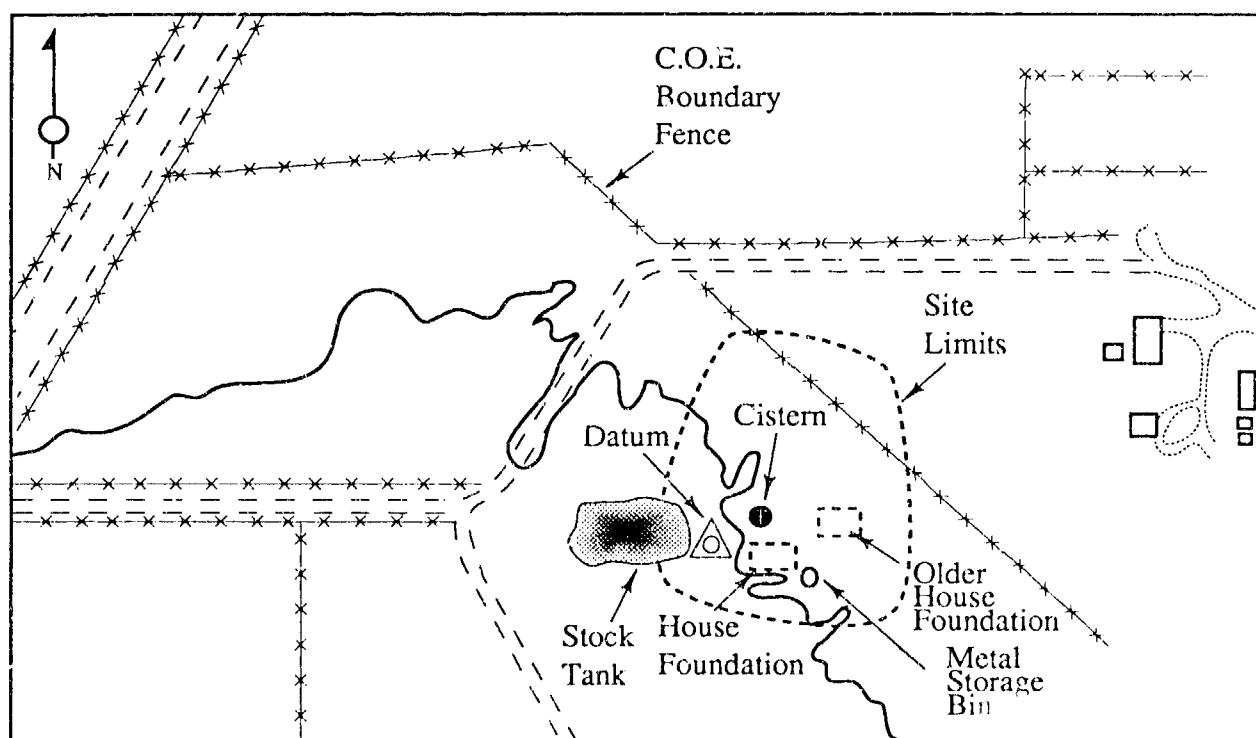 C.O.E.
Boundary
Fence
N
Site
Limits
Cistern
Datum
Older
House
Foundation
Stock
Tank
House
Foundation
Metal
Storage
Bin